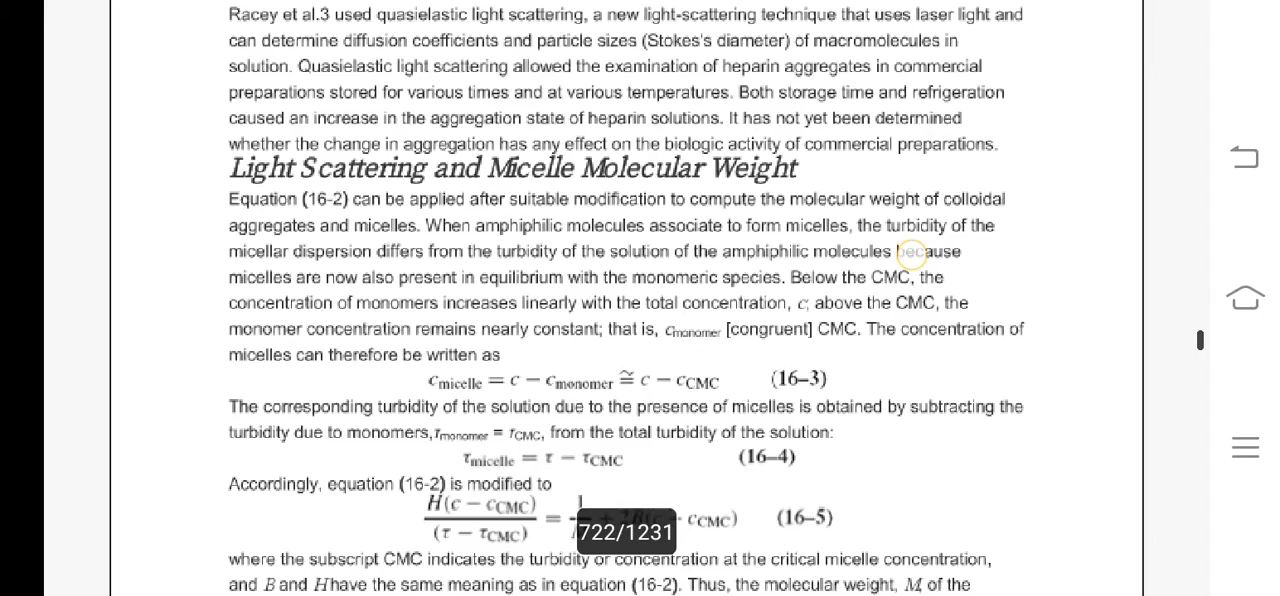 Racey et al.3 used quasielastic light scattering, a new light-scattering technique that uses laser light and
can determine diffusion coefficients and particle sizes (Stokes's diameter) of macromolecules in
solution. Quasielastic light scattering allowed the examination of heparin aggregates in commercial
preparations stored for various times and at various temperatures. Both storage time and refrigeration
caused an increase in the aggregation state of heparin solutions. It has not yet been determined
whether the change in aggregation has any effect on the biologic activity of commercial preparations.
Light Scattering and Micelle Molecular Weight
Equation (16-2) can be applied after suitable modification to compute the molecular weight of colloidal
aggregates and micelles. When amphiphilic molecules associate to form micelles, the turbidity of the
micellar dispersion differs from the turbidity of the solution of the amphiphilic molecules because
micelles are now also present in equilibrium with the monomeric species. Below the CMC, the
concentration of monomers increases linearly with the total concentration, c; above the CMC, the
monomer concentration remains nearly constant; that is, cmonomer [congruent] CMC. The concentration of
micelles can therefore be written as
cmicelle = c − cmonomer ≅ c − cCMC (16–3)
The corresponding turbidity of the solution due to the presence of micelles is obtained by subtracting the
turbidity due to monomers,τmonomer = τCMC, from the total turbidity of the solution:
τmicelle = τ − τCMC (16–4)
Accordingly, equation (16-2) is modified to
H(c − cCMC) / (τ − τCMC) = 1 cCMC) (16–5)
722/1231
where the subscript CMC indicates the turbidity or concentration at the critical micelle concentration,
and B and H have the same meaning as in equation (16-2). Thus, the molecular weight, M, of the